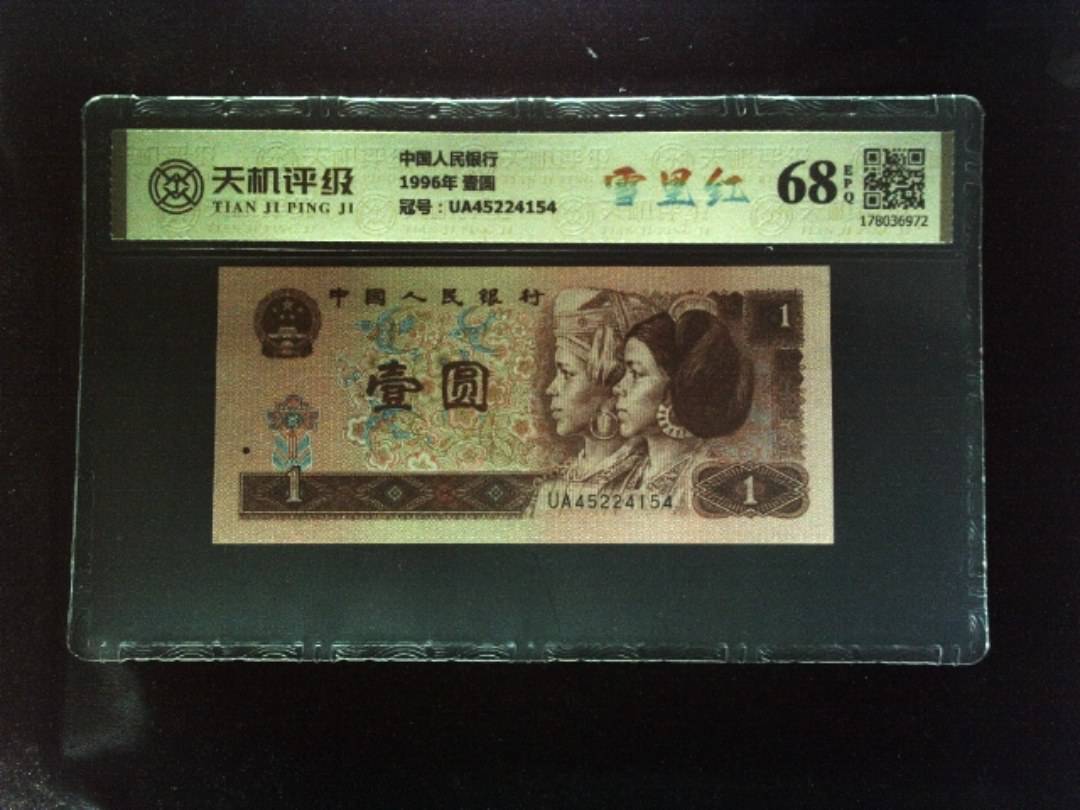 天机评级
TIAN JI PING JI
中国人民银行
1996年 壹圆
冠号：UA45224154
雪里红
68
EPQ
178036972
中国人民银行
1
壹圆
1
UA45224154
1